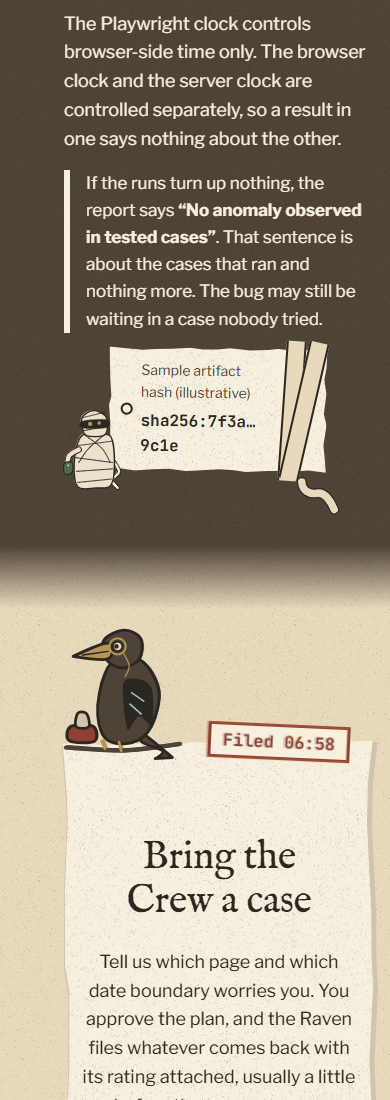 The Playwright clock controls
browser-side time only. The browser
clock and the server clock are
controlled separately, so a result in
one says nothing about the other.
If the runs turn up nothing, the
report says “No anomaly observed
in tested cases”. That sentence is
about the cases that ran and
nothing more. The bug may still be
waiting in a case nobody tried.
Sample artifact
hash (illustrative)
sha256:7f3a…
9c1e
Filed 06:58
Bring the
Crew a case
Tell us which page and which
date boundary worries you. You
approve the plan, and the Raven
files whatever comes back with
its rating attached, usually a little